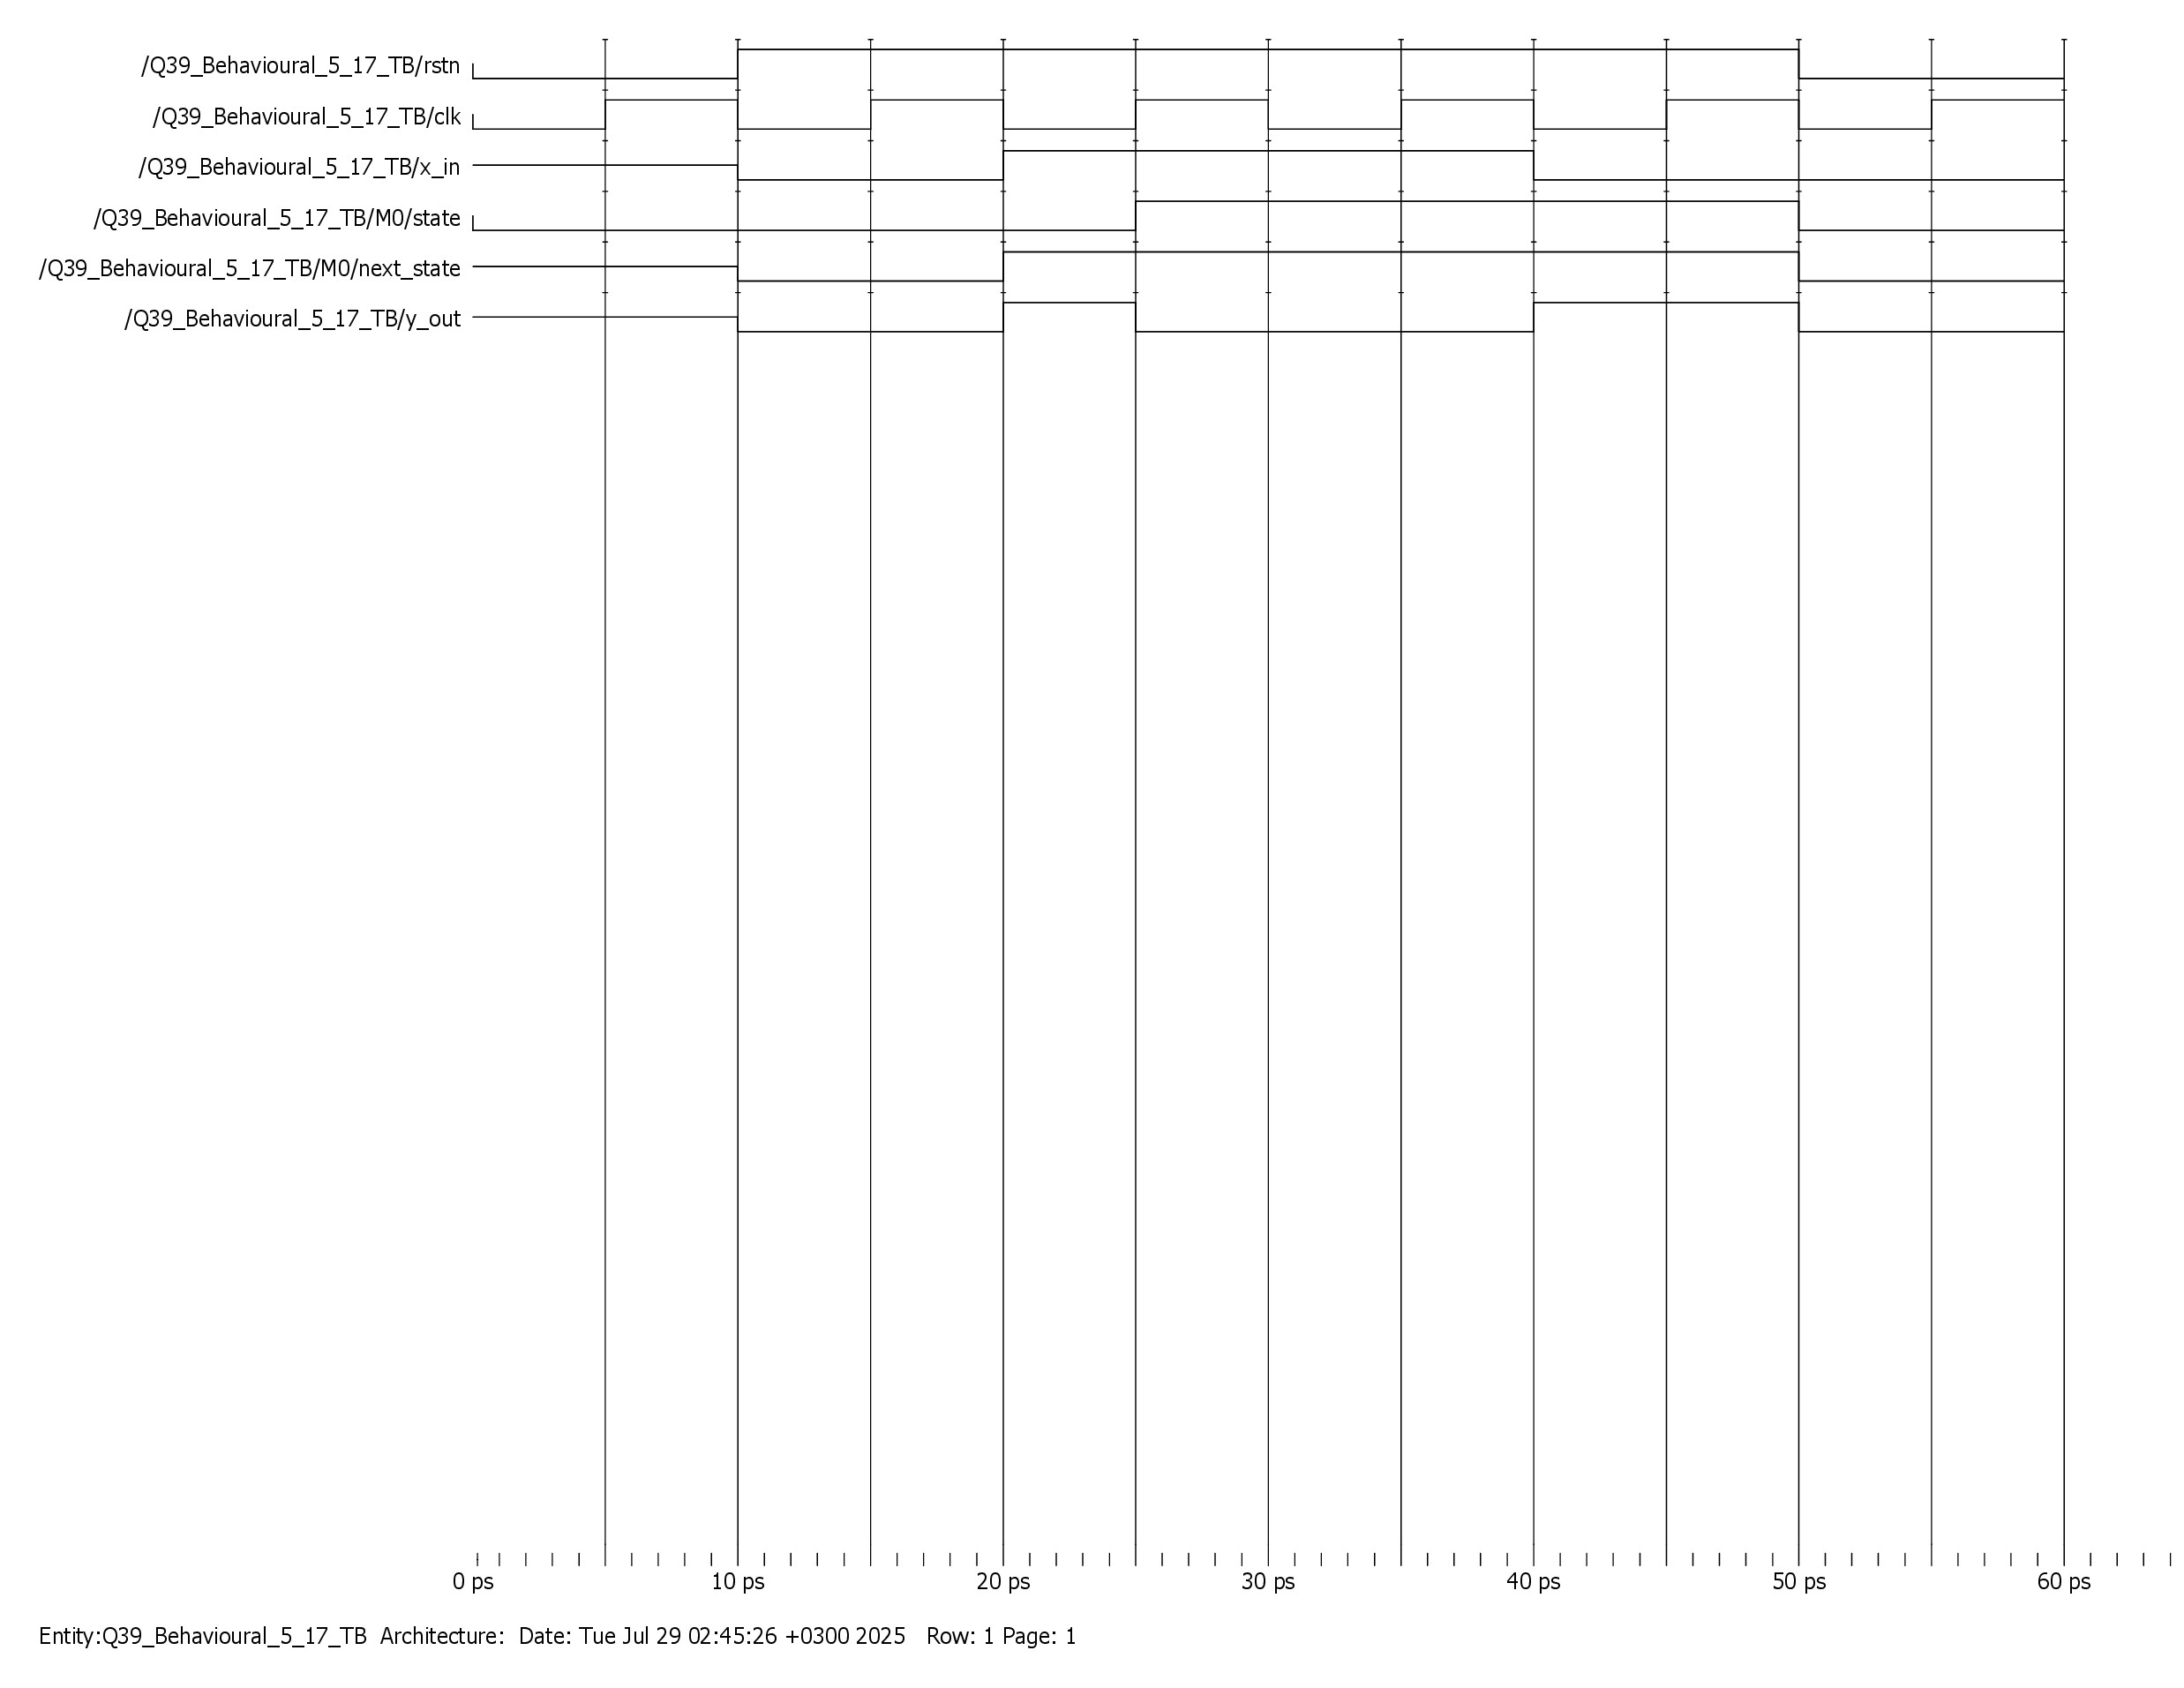 /Q39_Behavioural_5_17_TB/rstn
/Q39_Behavioural_5_17_TB/clk
/Q39_Behavioural_5_17_TB/x_in
/Q39_Behavioural_5_17_TB/M0/state
/Q39_Behavioural_5_17_TB/M0/next_state
/Q39_Behavioural_5_17_TB/y_out
0 ps 10 ps 20 ps 30 ps 40 ps 50 ps 60 ps
Entity:Q39_Behavioural_5_17_TB Architecture: Date: Tue Jul 29 02:45:26 +0300 2025 Row: 1 Page: 1